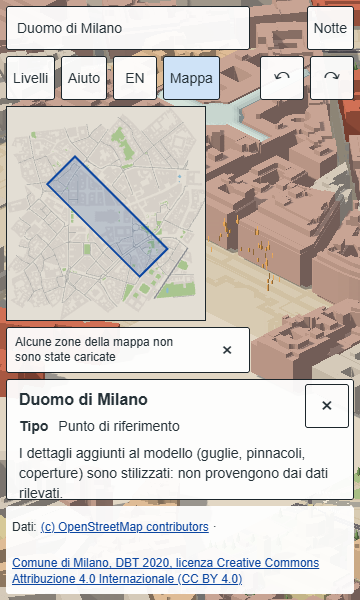 Duomo di Milano
Notte
Livelli
Aiuto
EN
Mappa
Alcune zone della mappa non
sono state caricate
Duomo di Milano
Tipo Punto di riferimento
I dettagli aggiunti al modello (guglie, pinnacoli,
coperture) sono stilizzati: non provengono dai dati
rilevati.
Dati: (c) OpenStreetMap contributors ·
Comune di Milano, DBT 2020, licenza Creative Commons
Attribuzione 4.0 Internazionale (CC BY 4.0)